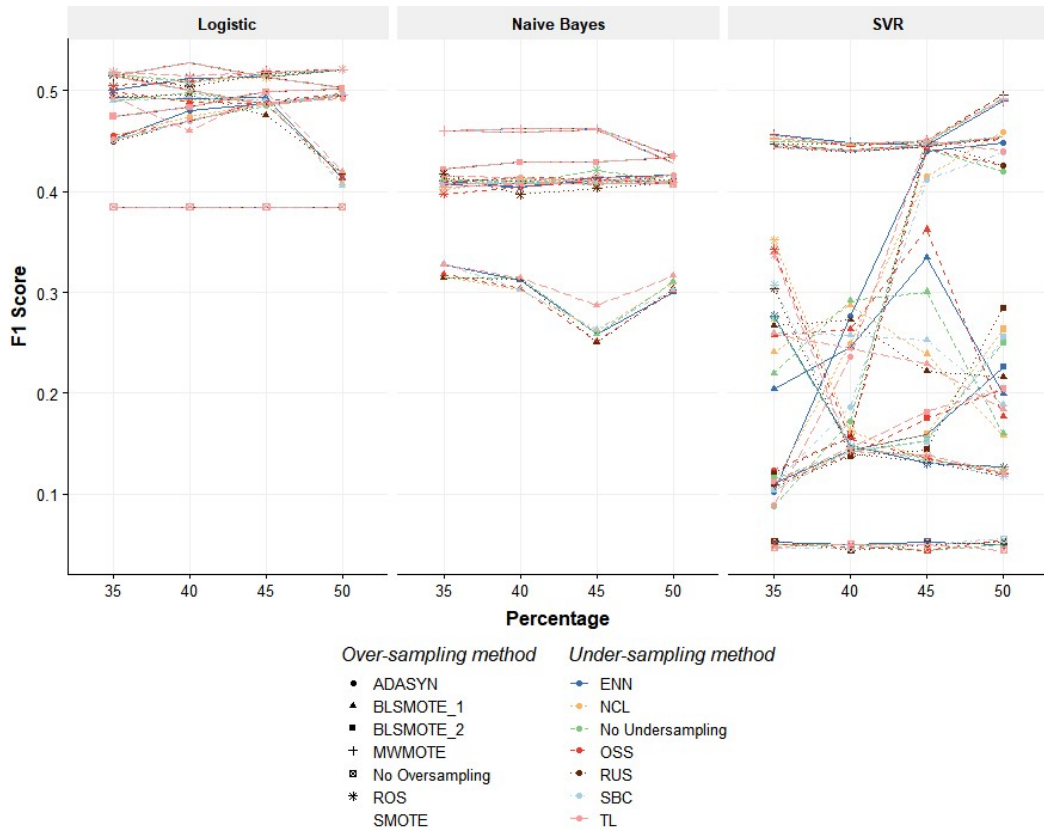 Logistic
Naive Bayes
SVR
F1 Score
0.5
0.4
0.3
0.2
0.1
35 40 45 50
35 40 45 50
35 40 45 50
Percentage
Over-sampling method
ADASYN
BLSMOTE_1
BLSMOTE_2
MWMOTE
No Oversampling
ROS
SMOTE
Under-sampling method
ENN
NCL
No Undersampling
OSS
RUS
SBC
TL